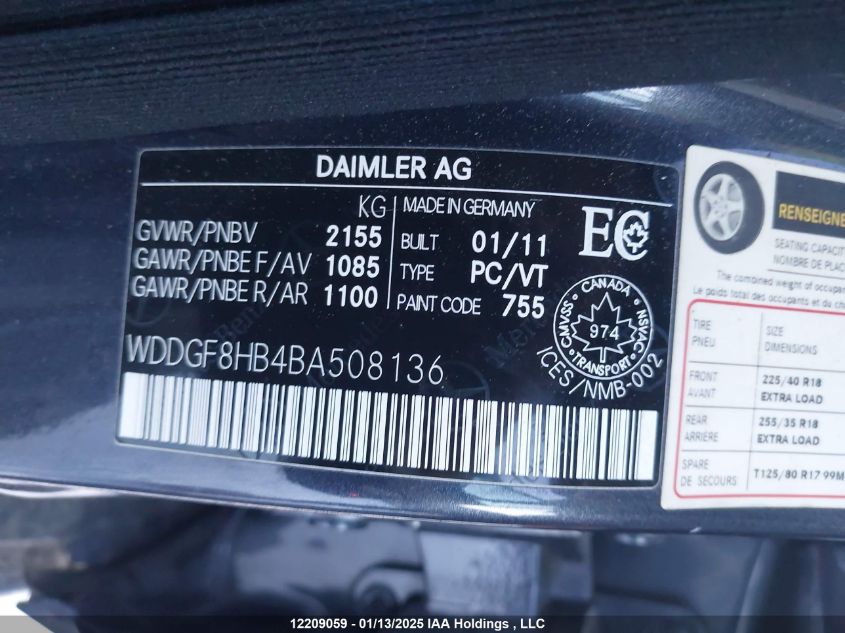 DAIMLER AG
KG MADE IN GERMANY
GVWR/PNBV 2155 BUILT 01/11
GAWR/PNBE F/AV 1085 TYPE PC/VT
GAWR/PNBE R/AR 1100 PAINT CODE 755
EC
CANADA
CMVSS 974 NSVAC
TRANSPORT
ICES/NMB-002
WDDGF8HB4BA508136
RENSEIGNE
SEATING CAPACIT
NOMBRE DE PLAC
The combined weight of occupan
Le poids total des occupants et du ch
TIRE SIZE
PNEU DIMENSIONS
FRONT 225/40 R18
AVANT EXTRA LOAD
REAR 255/35 R18
ARRIÈRE EXTRA LOAD
SPARE
DE SECOURS T125/80 R17 99M
12209059 - 01/13/2025 IAA Holdings , LLC